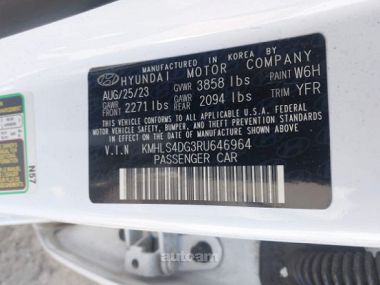 MANUFACTURED IN KOREA BY
HYUNDAI MOTOR COMPANY
AUG/25/23 GVWR 3858 lbs PAINT W6H
GAWR FRONT 2271 lbs GAWR REAR 2094 lbs TRIM YFR
THIS VEHICLE CONFORMS TO ALL APPLICABLE U.S.A. FEDERAL
MOTOR VEHICLE SAFETY, BUMPER, AND THEFT PREVENTION STANDARDS
IN EFFECT ON THE DATE OF MANUFACTURE SHOWN ABOVE.
V.I.N KMHLS4DG3RU646964
PASSENGER CAR
N57
autoam